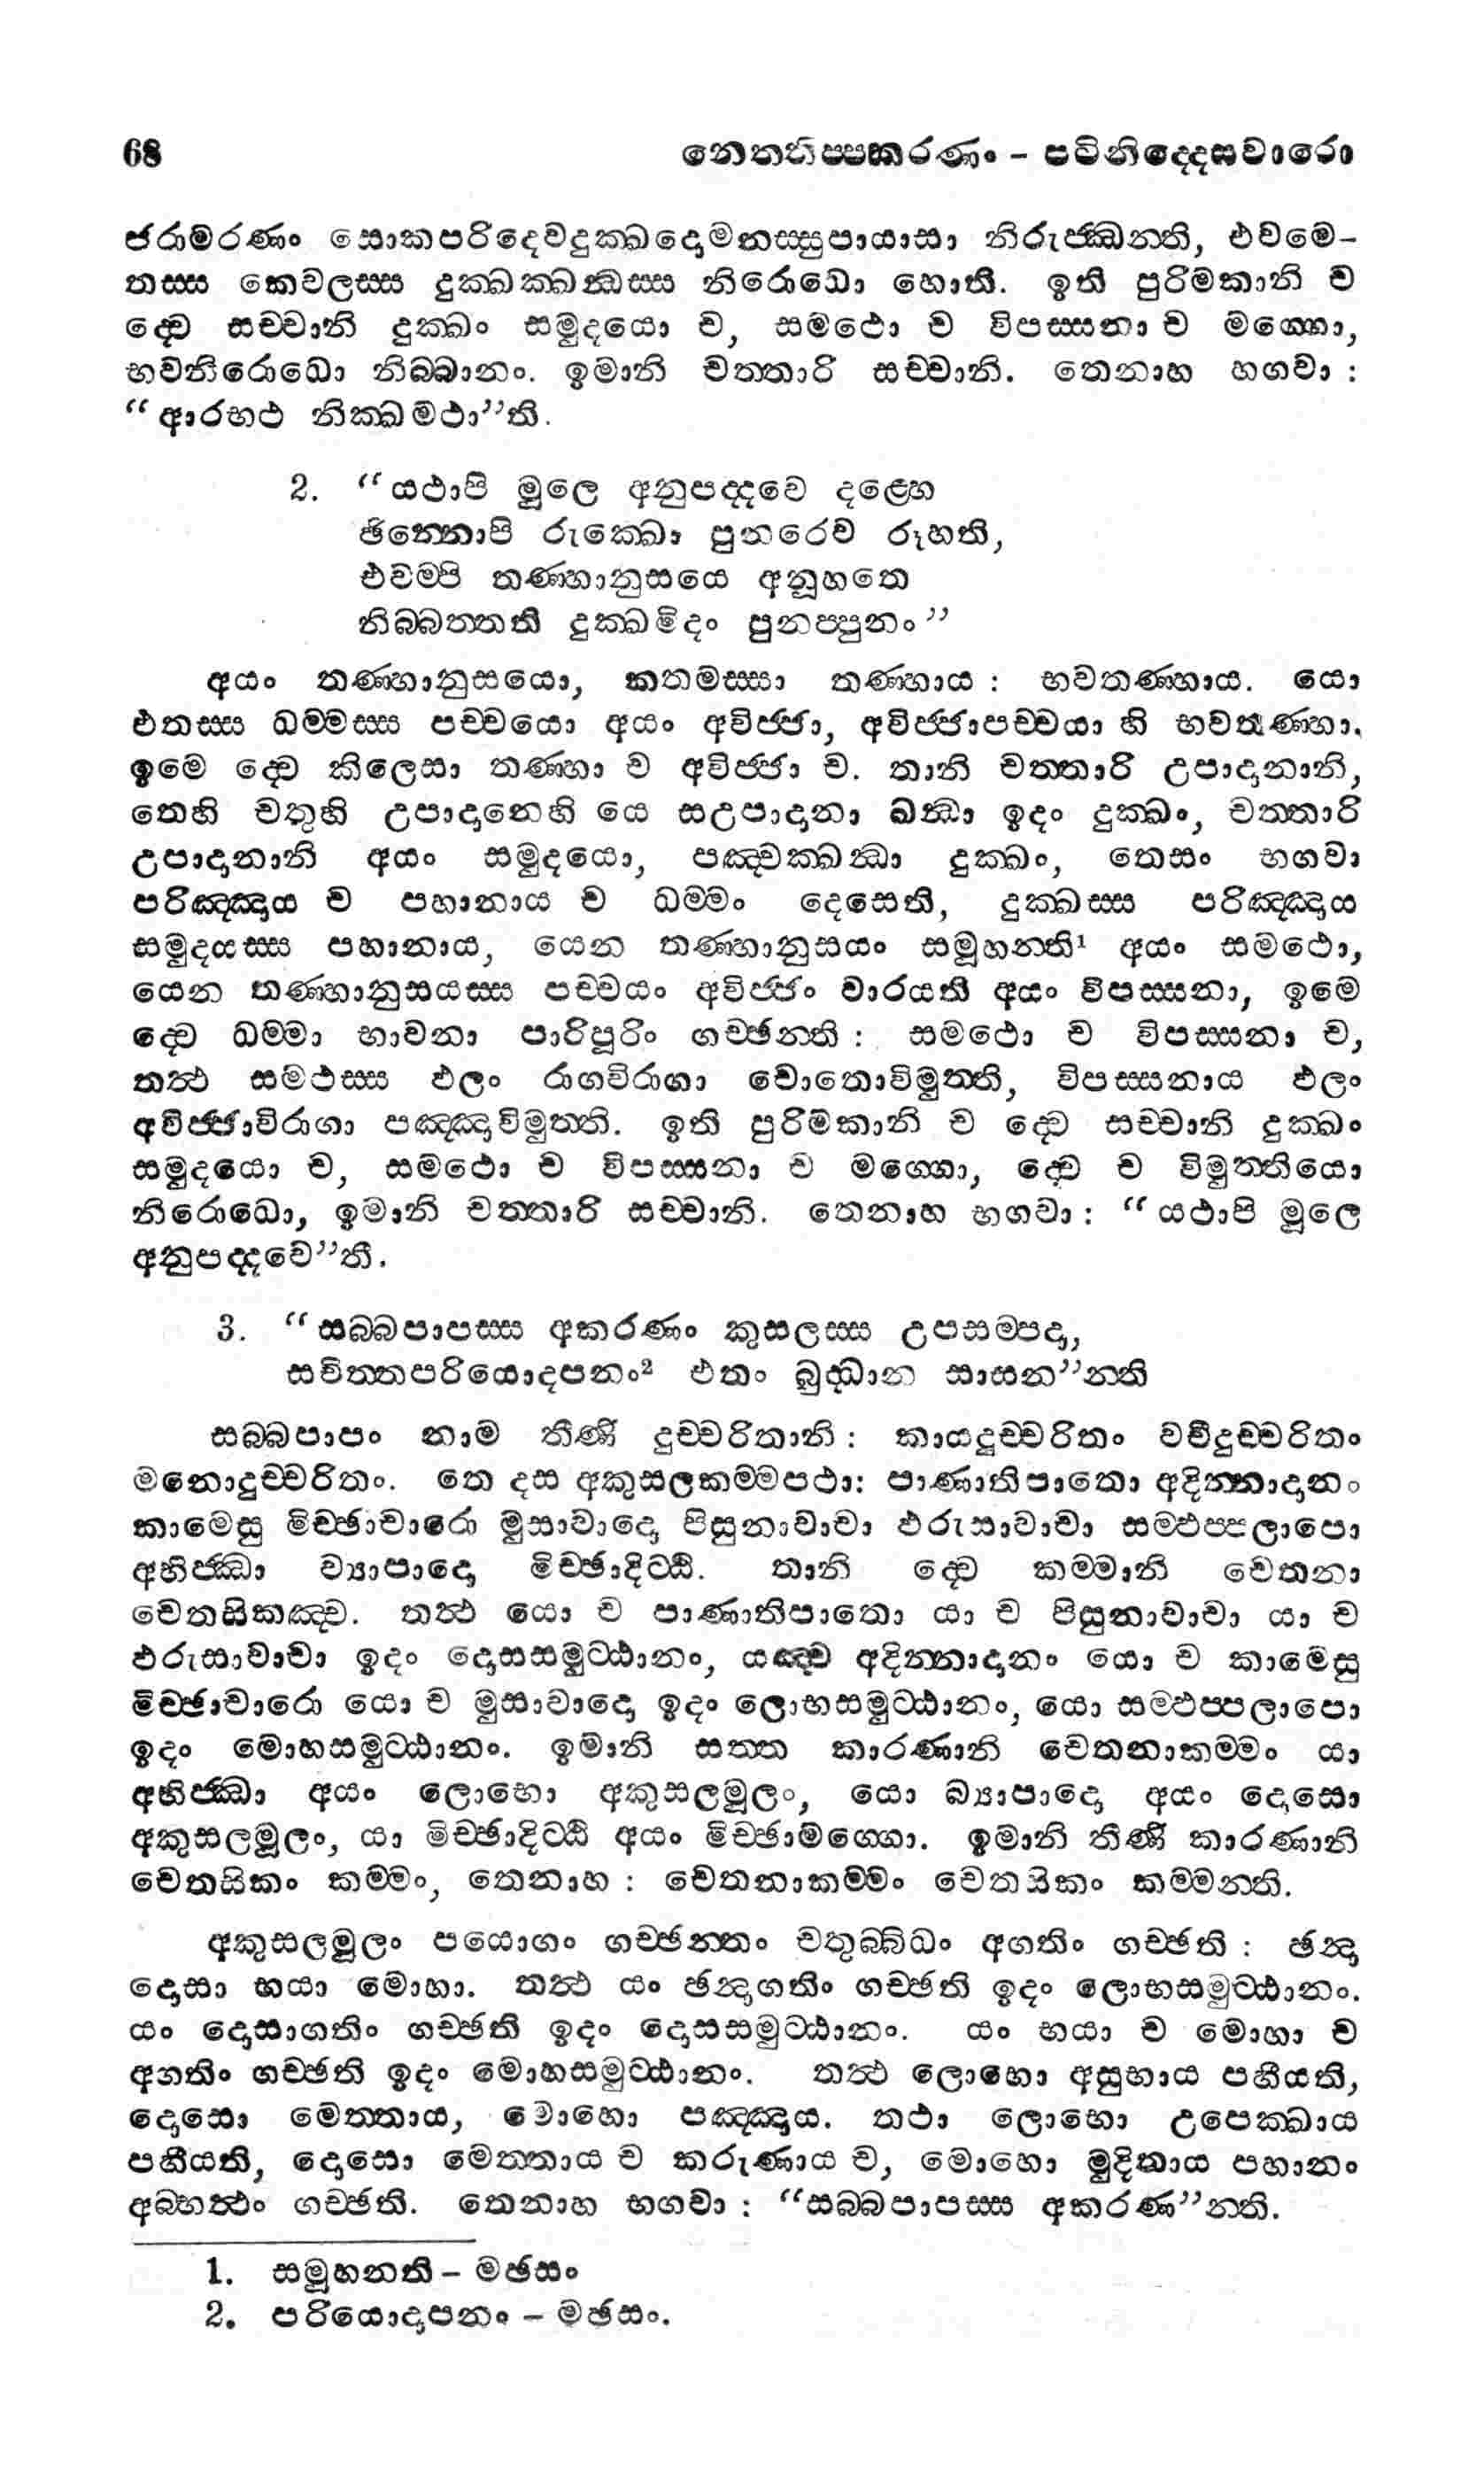 68 නෙත්තිප්පකරණං – පටිනිද්දෙසවාරො
ජරාමරණං සොකපරිදෙවදුක්ඛදොමනස්සුපායාසා නිරුජ්ඣන්ති, එවමෙ–
තස්ස කෙවලස්ස දුක්ඛක්ඛන්ධස්ස නිරොධො හොති. ඉති පුරිමකානි ච
ද්වෙ සච්චානි දුක්ඛං සමුදයො ච, සමථො ච විපස්සනා ච මග්ගො,
භවනිරොධො නිබ්බානං. ඉමානි චත්තාරි සච්චානි. තෙනාහ භගවා :
“ආරභථ නික්ඛමථා”ති.
2. “යථාපි මූලෙ අනුපද්දවෙ දළ්හෙ
ඡින්නොපි රුක්ඛො පුනරෙව රූහති,
එවම්පි තණ්හානුසයෙ අනූහතෙ
නිබ්බත්තති දුක්ඛමිදං පුනප්පුනං”
අයං තණ්හානුසයො, කතමස්සා තණ්හාය : භවතණ්හාය. යො
එතස්ස ධම්මස්ස පච්චයො අයං අවිජ්ජා, අවිජ්ජාපච්චයා හි භවතණ්හා.
ඉමෙ ද්වෙ කිලෙසා තණ්හා ච අවිජ්ජා ච. තානි චත්තාරි උපාදානානි,
තෙහි චතුහි උපාදානෙහි යෙ සඋපාදානා ඛන්ධා ඉදං දුක්ඛං, චත්තාරි
උපාදානානි අයං සමුදයො, පඤ්චක්ඛන්ධා දුක්ඛං, තෙසං භගවා
පරිඤ්ඤාය ච පහානාය ච ධම්මං දෙසෙති, දුක්ඛස්ස පරිඤ්ඤාය
සමුදයස්ස පහානාය, යෙන තණ්හානුසයං සමූහන්ති¹ අයං සමථො,
යෙන තණ්හානුසයස්ස පච්චයං අවිජ්ජං වාරයති අයං විපස්සනා, ඉමෙ
ද්වෙ ධම්මා භාවනා පාරිපූරිං ගච්ඡන්ති : සමථො ච විපස්සනා ච,
තත්ථ සමථස්ස ඵලං රාගවිරාගා චෙතොවිමුත්ති, විපස්සනාය ඵලං
අවිජ්ජාවිරාගා පඤ්ඤාවිමුත්ති. ඉති පුරිමකානි ච ද්වෙ සච්චානි දුක්ඛං
සමුදයො ච, සමථො ච විපස්සනා ච මග්ගො, ද්වෙ ච විමුත්තියො
නිරොධො, ඉමානි චත්තාරි සච්චානි. තෙනාහ භගවා : “යථාපි මූලෙ
අනුපද්දවෙ”තී.
3. “සබ්බපාපස්ස අකරණං කුසලස්ස උපසම්පදා,
සචිත්තපරියොදපනං² එතං බුද්ධාන සාසන”න්ති
සබ්බපාපං නාම තීණි දුච්චරිතානි : කායදුච්චරිතං වචීදුච්චරිතං
මනොදුච්චරිතං. තෙ දස අකුසලකම්මපථා: පාණාතිපාතො අදින්නාදානං
කාමෙසු මිච්ඡාචාරො මුසාවාදො පිසුනාවාචා ඵරුසාවාචා සම්ඵප්පලාපො
අභිජ්ඣා ව්‍යාපාදො මිච්ඡාදිට්ඨි. තානි ද්වෙ කම්මානි චෙතනා
චෙතසිකඤ්ච. තත්ථ යො ච පාණාතිපාතො යා ච පිසුනාවාචා යා ච
ඵරුසාවාචා ඉදං දොසසමුට්ඨානං, යඤ්ච අදින්නාදානං යො ච කාමෙසු
මිච්ඡාචාරො යො ච මුසාවාදො ඉදං ලොභසමුට්ඨානං, යො සම්ඵප්පලාපො
ඉදං මොහසමුට්ඨානං. ඉමානි සත්ත කාරණානි චෙතනාකම්මං යා
අභිජ්ඣා අයං ලොභො අකුසලමූලං, යො බ්‍යාපාදො අයං දොසො
අකුසලමූලං, යා මිච්ඡාදිට්ඨි අයං මිච්ඡාමග්ගො. ඉමානි තීණි කාරණානි
චෙතසිකං කම්මං, තෙනාහ : චෙතනාකම්මං චෙතසිකං කම්මන්ති.
අකුසලමූලං පයොගං ගච්ඡන්තං චතුබ්බිධං අගතිං ගච්ඡති : ඡන්දා
දොසා භයා මොහා. තත්ථ යං ඡන්දාගතිං ගච්ඡති ඉදං ලොභසමුට්ඨානං.
යං දොසාගතිං ගච්ඡති ඉදං දොසසමුට්ඨානං. යං භයා ච මොහා ච
අගතිං ගච්ඡති ඉදං මොහසමුට්ඨානං. තත්ථ ලොභො අසුභාය පහීයති,
දොසො මෙත්තාය, මොහො පඤ්ඤාය. තථා ලොභො උපෙක්ඛාය
පහීයති, දොසො මෙත්තාය ච කරුණාය ච, මොහො මුදිතාය පහානං
අබ්භත්ථං ගච්ඡති. තෙනාහ භගවා : “සබ්බපාපස්ස අකරණ”න්ති.
1. සමූහනති – මඡසං
2. පරියොදාපනං – මඡසං.